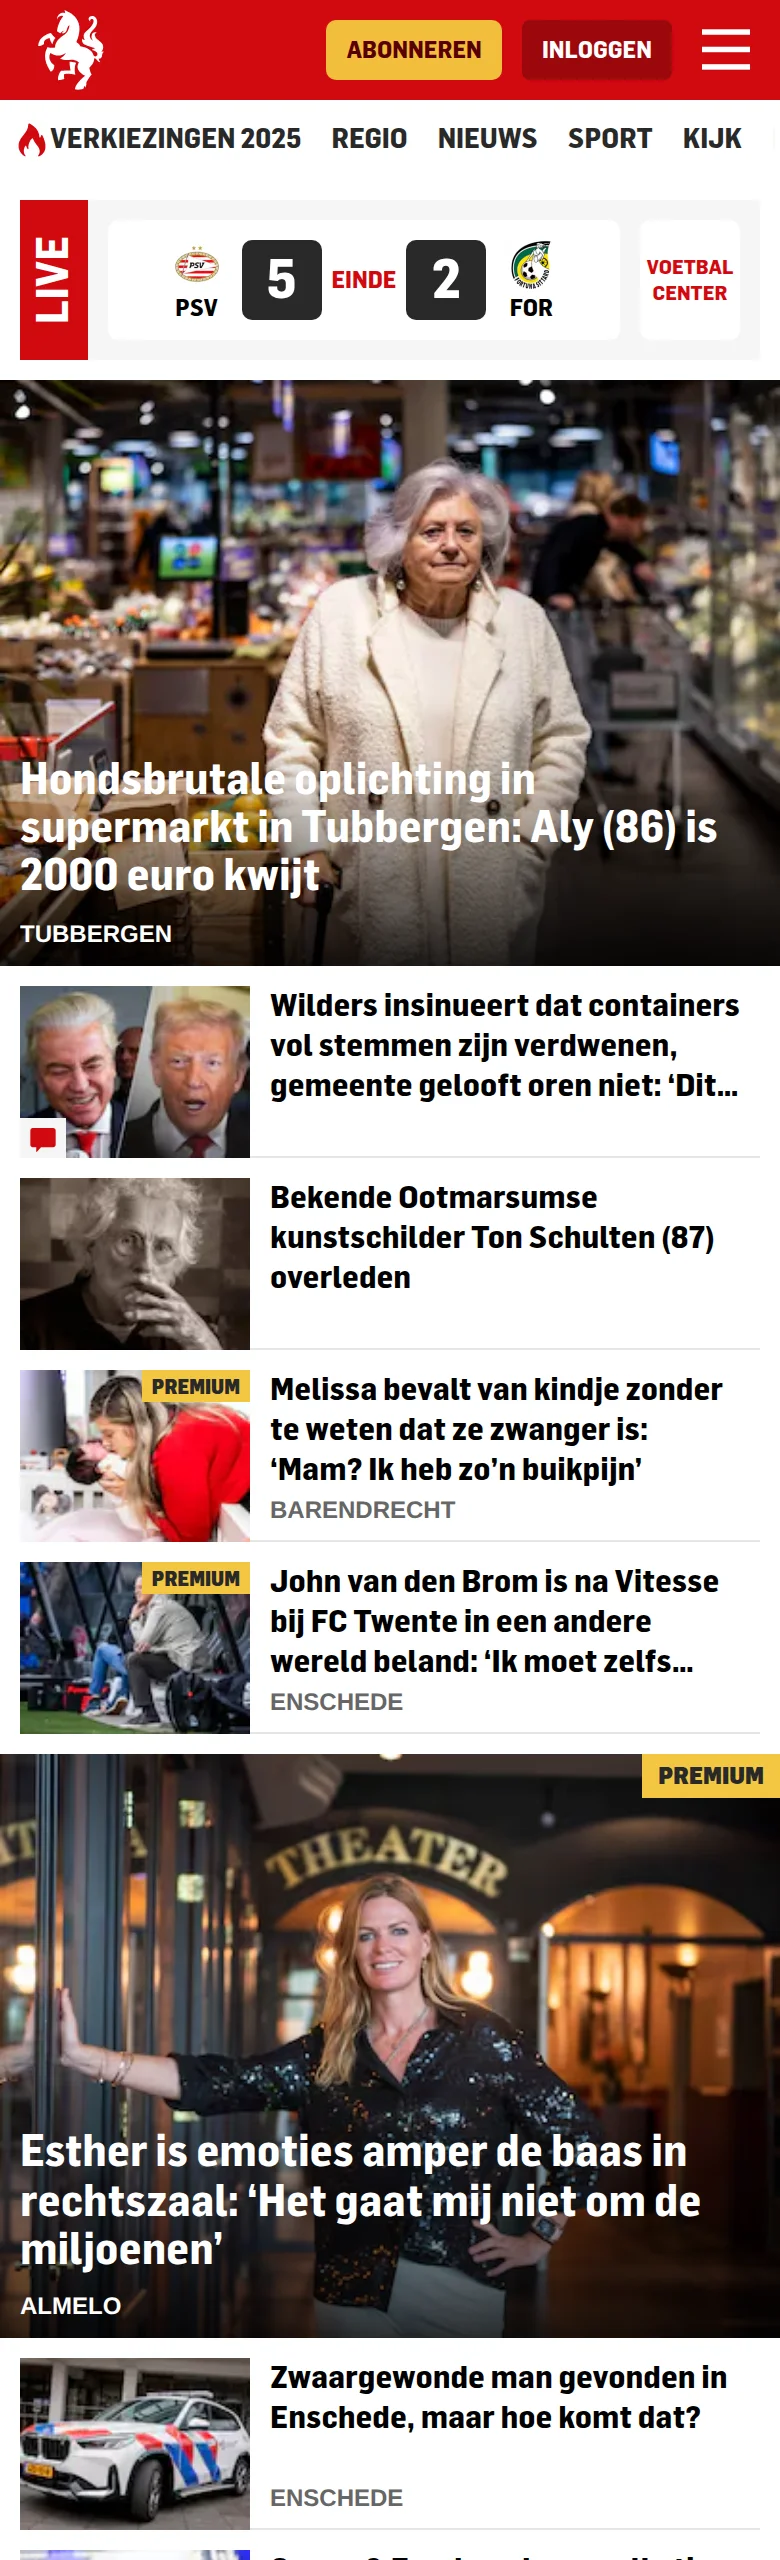 ABONNEREN
INLOGGEN
VERKIEZINGEN 2025 REGIO NIEUWS SPORT KIJK
LIVE
PSV
PSV
5
EINDE
2
FORTUNA SITTARD
FOR
VOETBAL
CENTER
Hondsbrutale oplichting in
supermarkt in Tubbergen: Aly (86) is
2000 euro kwijt
TUBBERGEN
Wilders insinueert dat containers
vol stemmen zijn verdwenen,
gemeente gelooft oren niet: ‘Dit...
Bekende Ootmarsumse
kunstschilder Ton Schulten (87)
overleden
PREMIUM
Melissa bevalt van kindje zonder
te weten dat ze zwanger is:
‘Mam? Ik heb zo’n buikpijn’
BARENDRECHT
PREMIUM
John van den Brom is na Vitesse
bij FC Twente in een andere
wereld beland: ‘Ik moet zelfs...
ENSCHEDE
PREMIUM
THEATER
Esther is emoties amper de baas in
rechtszaal: ‘Het gaat mij niet om de
miljoenen’
ALMELO
Zwaargewonde man gevonden in
Enschede, maar hoe komt dat?
ENSCHEDE